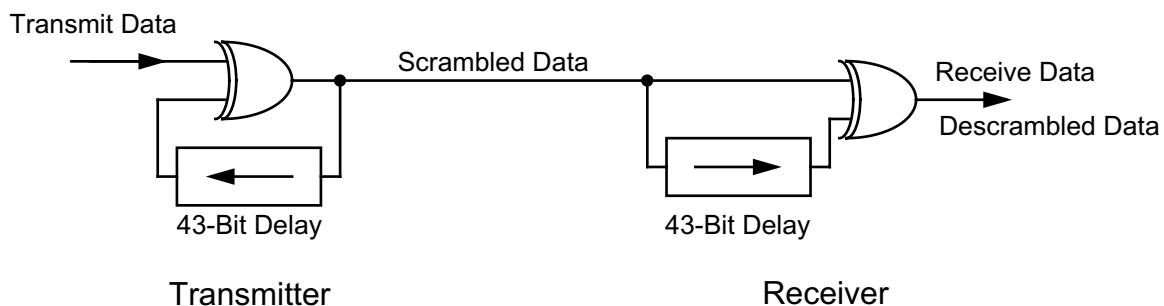 Transmit Data
Scrambled Data
Receive Data
Descrambled Data
43-Bit Delay
43-Bit Delay
Transmitter
Receiver